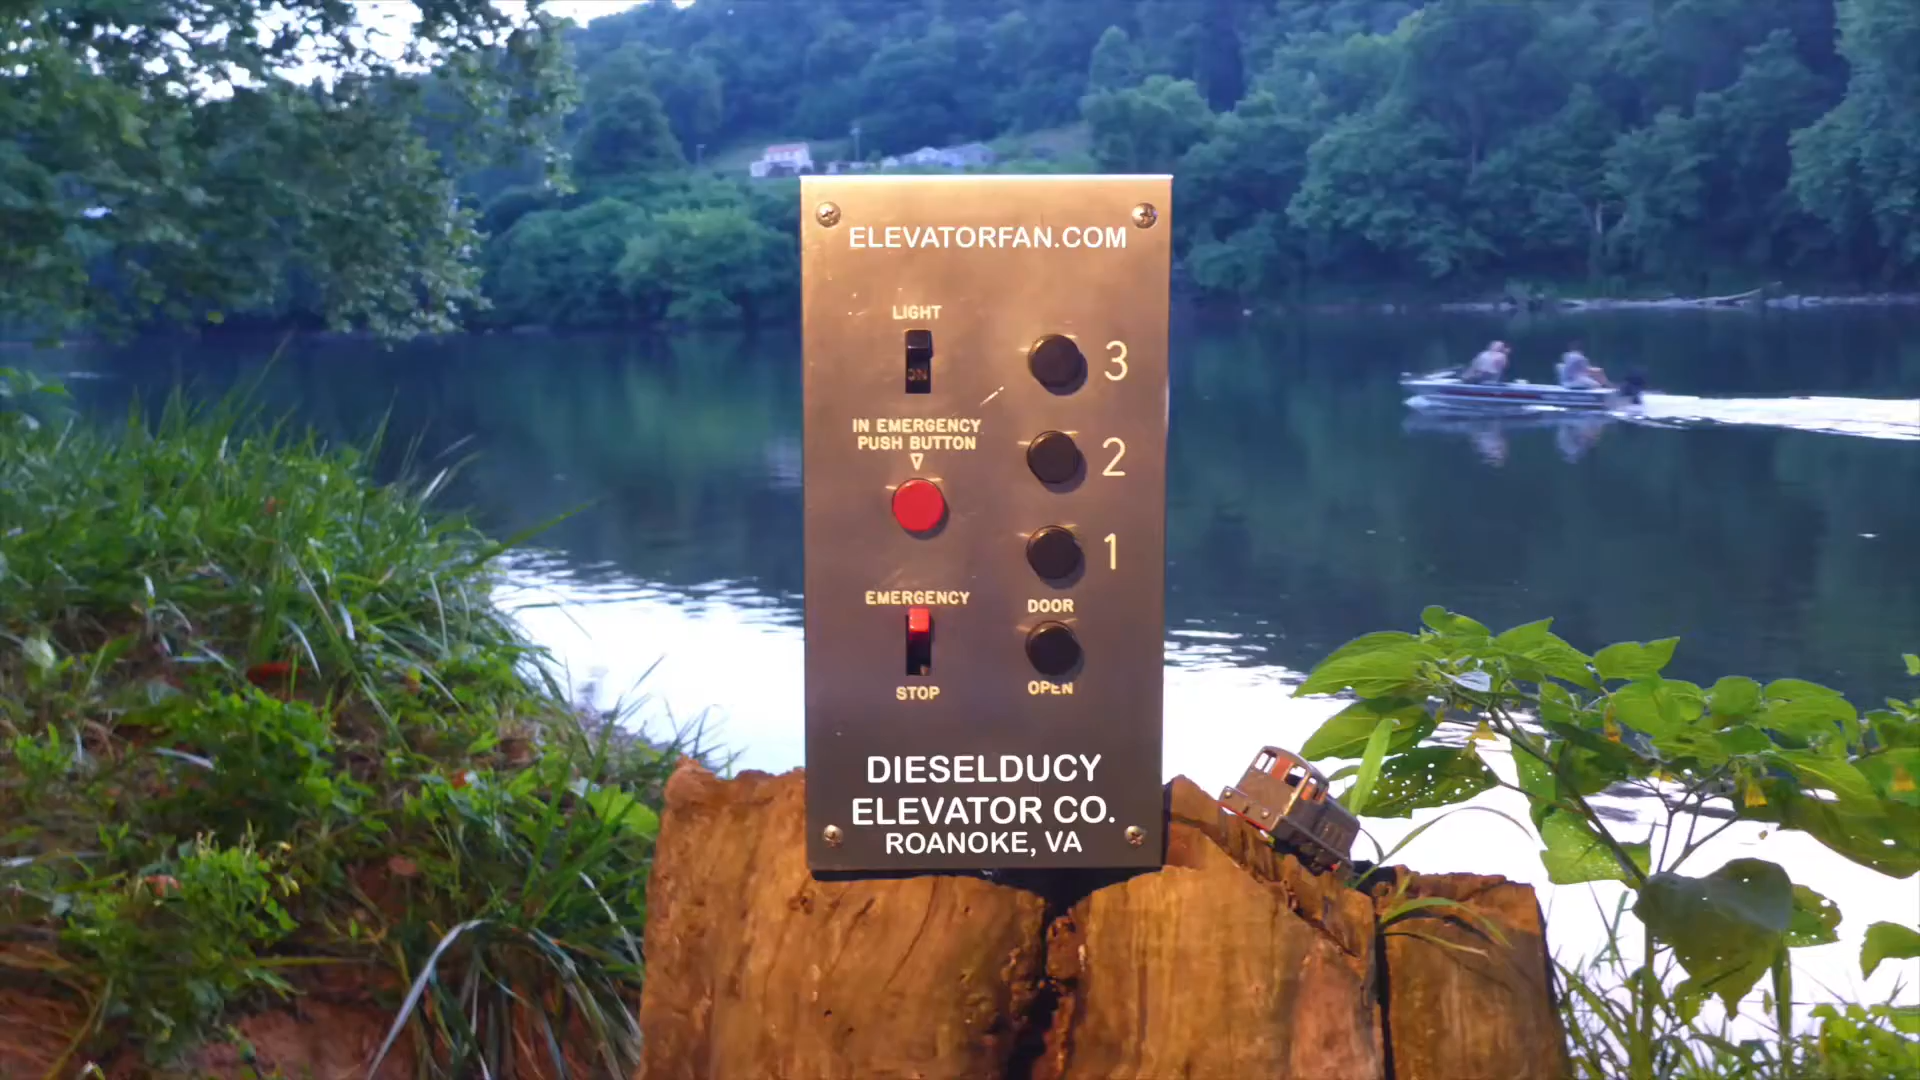 ELEVATORFAN.COM
LIGHT
ON
3
IN EMERGENCY
PUSH BUTTON
2
1
EMERGENCY
STOP
DOOR
OPEN
DIESELDUCY
ELEVATOR CO.
ROANOKE, VA